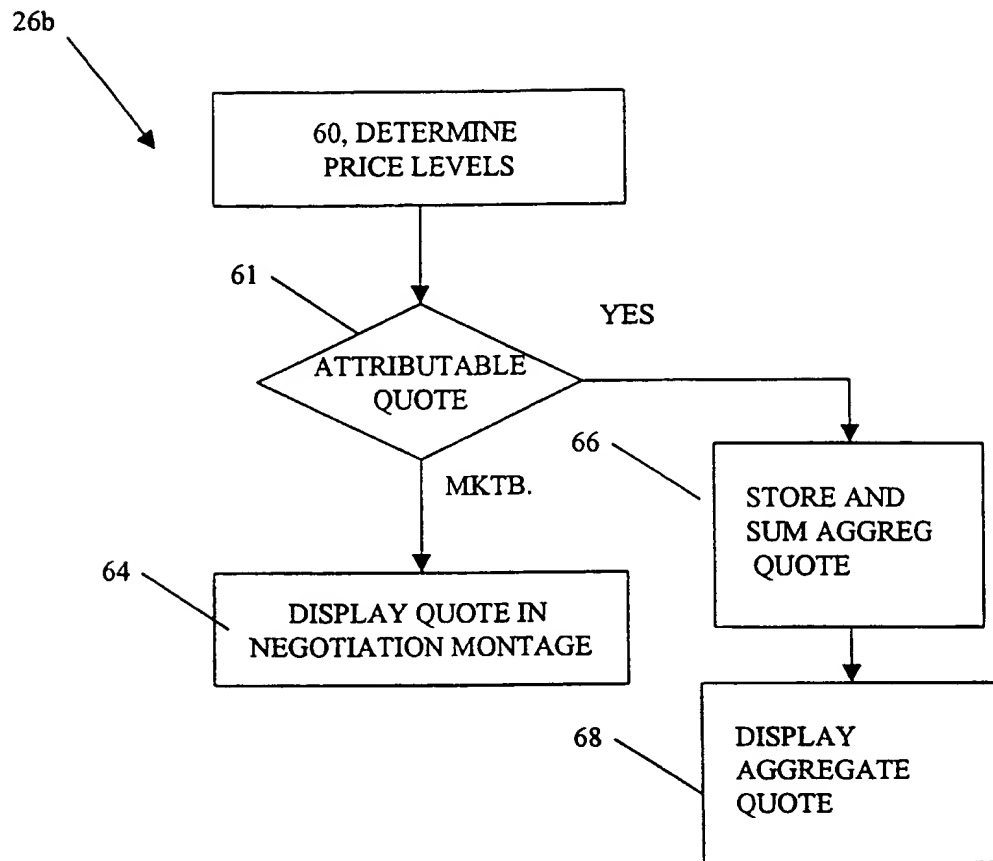 26b
60, DETERMINE
PRICE LEVELS
61
YES
ATTRIBUTABLE
QUOTE
66
MKTB.
STORE AND
SUM AGGREG
QUOTE
64
DISPLAY QUOTE IN
NEGOTIATION MONTAGE
68
DISPLAY
AGGREGATE
QUOTE